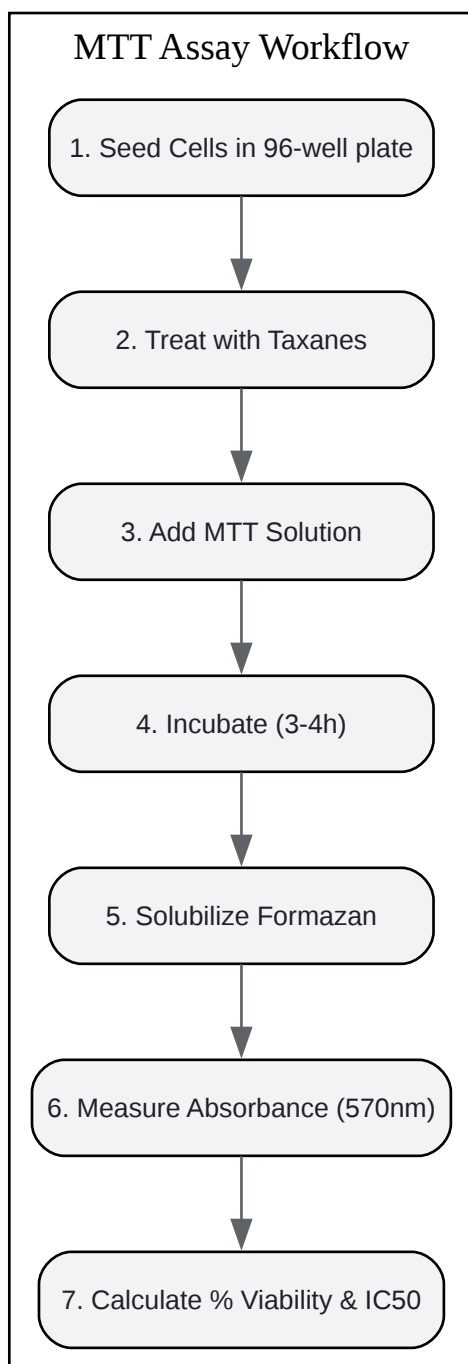 MTT Assay Workflow
1. Seed Cells in 96-well plate
2. Treat with Taxanes
3. Add MTT Solution
4. Incubate (3-4h)
5. Solubilize Formazan
6. Measure Absorbance (570nm)
7. Calculate % Viability & IC50